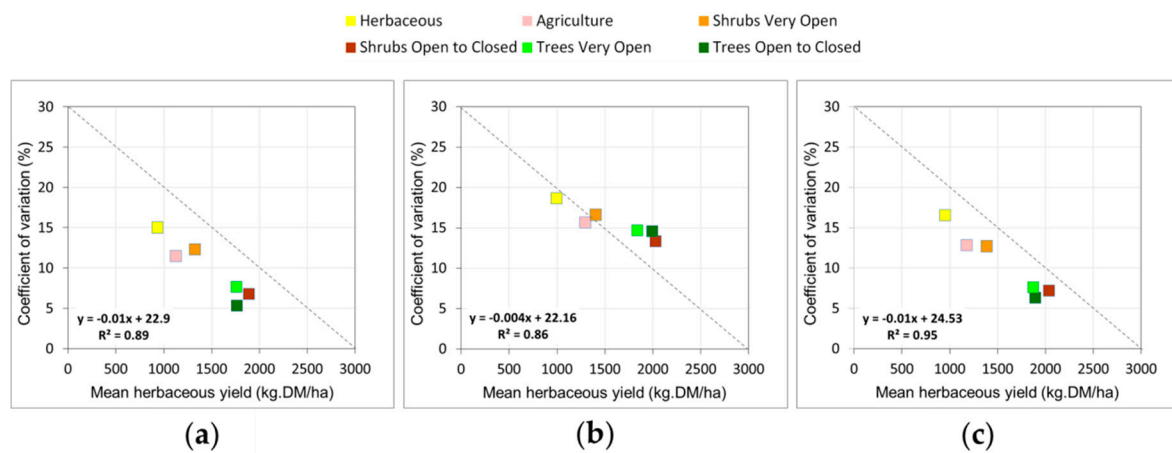 Herbaceous Agriculture Shrubs Very Open
Shrubs Open to Closed Trees Very Open Trees Open to Closed
Coefficient of variation (%)
30
25
20
15
10
5
0
y = -0.01x + 22.9
R² = 0.89
0 500 1000 1500 2000 2500 3000
Mean herbaceous yield (kg.DM/ha)
(a)
Coefficient of variation (%)
30
25
20
15
10
5
0
y = -0.004x + 22.16
R² = 0.86
0 500 1000 1500 2000 2500 3000
Mean herbaceous yield (kg.DM/ha)
(b)
Coefficient of variation (%)
30
25
20
15
10
5
0
y = -0.01x + 24.53
R² = 0.95
0 500 1000 1500 2000 2500 3000
Mean herbaceous yield (kg.DM/ha)
(c)